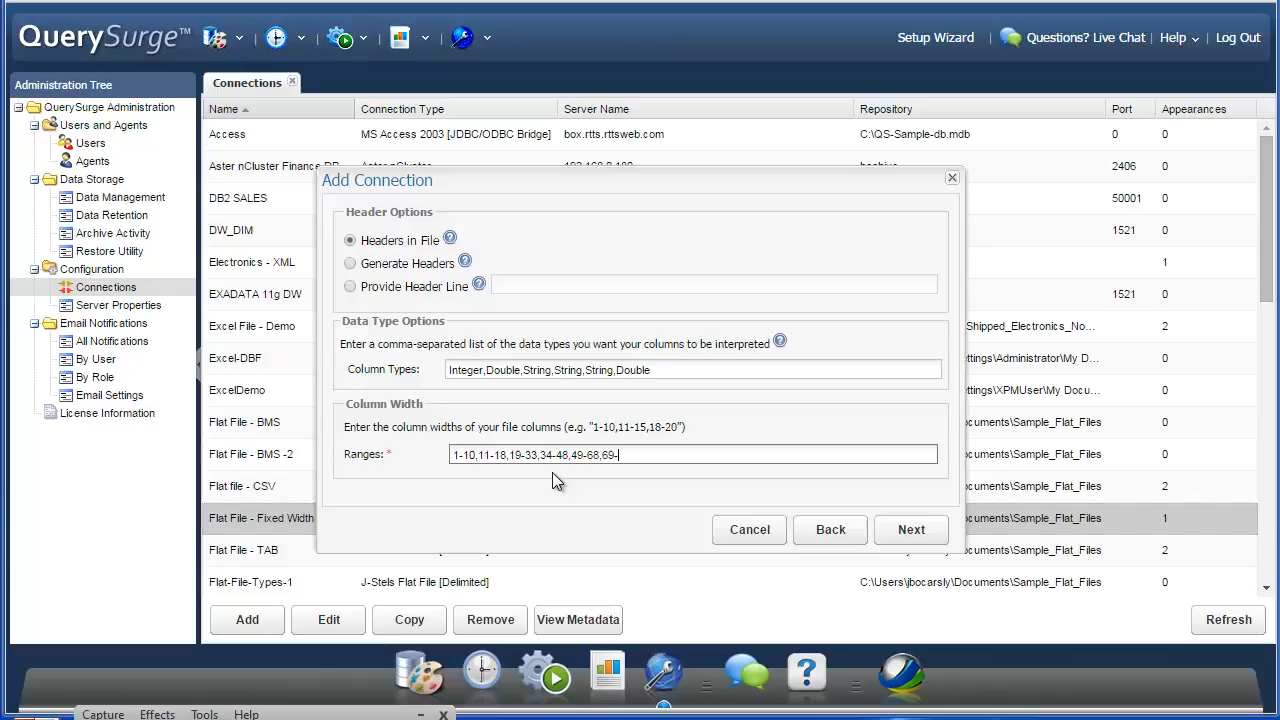 QuerySurge™
Setup Wizard
Questions? Live Chat
Help
Log Out
Administration Tree
QuerySurge Administration
Users and Agents
Users
Agents
Data Storage
Data Management
Data Retention
Archive Activity
Restore Utility
Configuration
Connections
Server Properties
Email Notifications
All Notifications
By User
By Role
Email Settings
License Information
Connections
Name Connection Type Server Name Repository Port Appearances
Access MS Access 2003 [JDBC/ODBC Bridge] box.rttsweb.com C:\QS-Sample-db.mdb 0 0
Aster nCluster Finance 2406 0
DB2 SALES 50001 0
DW_DIM 1521 0
Electronics - XML 1
EXADATA 11g DW 1521 0
Excel File - Demo Shipped_Electronics_No... 2
Excel-DBF ettings\Administrator\My D... 0
ExcelDemo ettings\XPMUser\My Docu... 0
Flat File - BMS ocuments\Sample_Flat_Files 0
Flat File - BMS -2 ocuments\Sample_Flat_Files 0
Flat file - CSV ocuments\Sample_Flat_Files 2
Flat File - Fixed Width ocuments\Sample_Flat_Files 1
Flat File - TAB ocuments\Sample_Flat_Files 2
Flat-File-Types-1 J-Stels Flat File [Delimited] C:\Users\jbocarsly\Documents\Sample_Flat_Files 0
Add Connection
Header Options
Headers in File
Generate Headers
Provide Header Line
Data Type Options
Enter a comma-separated list of the data types you want your columns to be interpreted
Column Types: Integer,Double,String,String,String,Double
Column Width
Enter the column widths of your file columns (e.g. "1-10,11-15,18-20")
Ranges: * 1-10,11-18,19-33,34-48,49-68,69-
Cancel
Back
Next
Add
Edit
Copy
Remove
View Metadata
Refresh
Capture Effects Tools Help